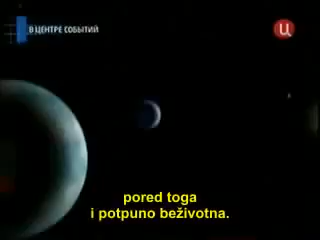 В ЦЕНТРЕ СОБЫТИЙ
Ц
pored toga
i potpuno beživotna.